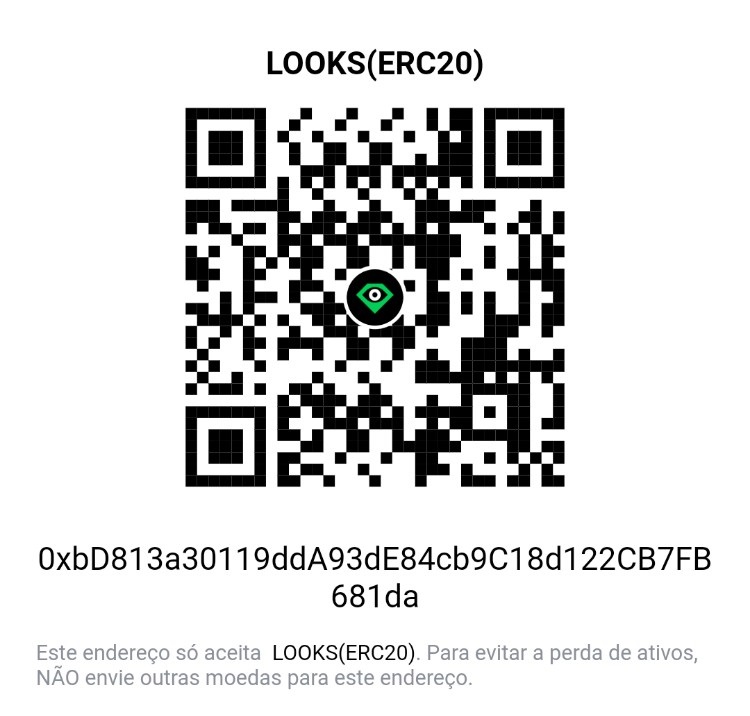 LOOKS(ERC20)
0xbD813a30119ddA93dE84cb9C18d122CB7FB
681da
Este endereço só aceita LOOKS(ERC20). Para evitar a perda de ativos,
NÃO envie outras moedas para este endereço.